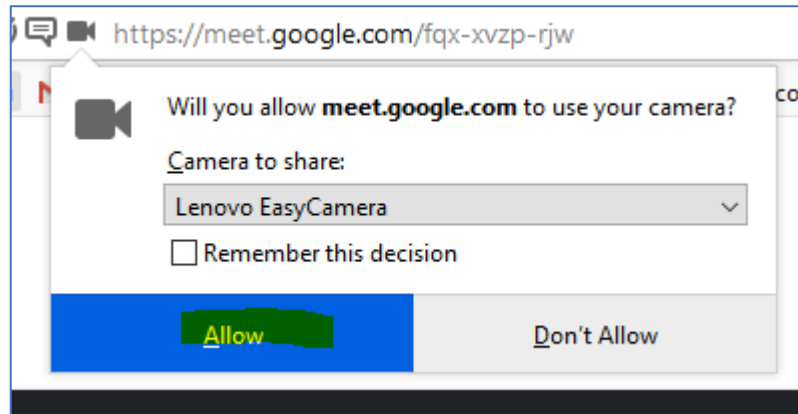 https://meet.google.com/fqx-xvzp-rjw
Will you allow meet.google.com to use your camera?
co
Camera to share:
Lenovo EasyCamera
Remember this decision
Allow
Don't Allow